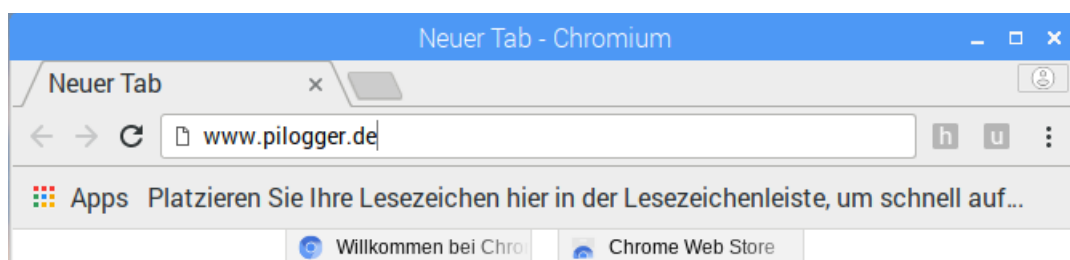 Neuer Tab - Chromium
Neuer Tab
www.pilogger.de
h u
Apps Platzieren Sie Ihre Lesezeichen hier in der Lesezeichenleiste, um schnell auf...
Willkommen bei Chro Chrome Web Store